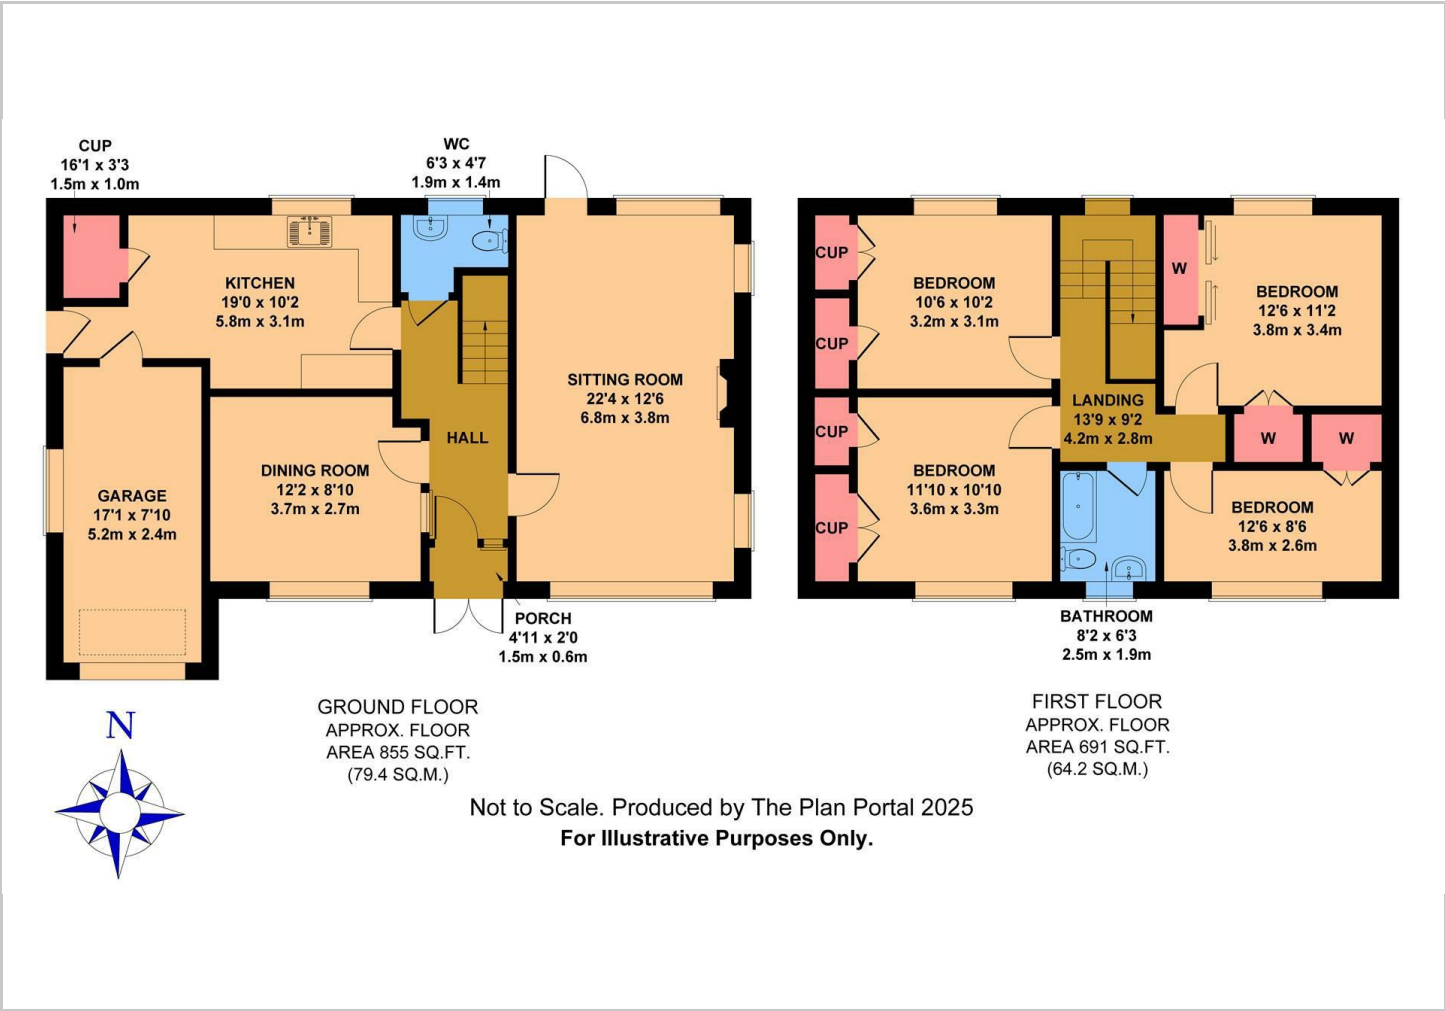 CUP
16'1 x 3'3
1.5m x 1.0m
WC
6'3 x 4'7
1.9m x 1.4m
KITCHEN
19'0 x 10'2
5.8m x 3.1m
SITTING ROOM
22'4 x 12'6
6.8m x 3.8m
HALL
DINING ROOM
12'2 x 8'10
3.7m x 2.7m
GARAGE
17'1 x 7'10
5.2m x 2.4m
PORCH
4'11 x 2'0
1.5m x 0.6m
GROUND FLOOR
APPROX. FLOOR
AREA 855 SQ.FT.
(79.4 SQ.M.)
CUP
CUP
CUP
CUP
BEDROOM
10'6 x 10'2
3.2m x 3.1m
W
BEDROOM
12'6 x 11'2
3.8m x 3.4m
LANDING
13'9 x 9'2
4.2m x 2.8m
W
W
BEDROOM
11'10 x 10'10
3.6m x 3.3m
BEDROOM
12'6 x 8'6
3.8m x 2.6m
BATHROOM
8'2 x 6'3
2.5m x 1.9m
FIRST FLOOR
APPROX. FLOOR
AREA 691 SQ.FT.
(64.2 SQ.M.)
N
Not to Scale. Produced by The Plan Portal 2025
For Illustrative Purposes Only.